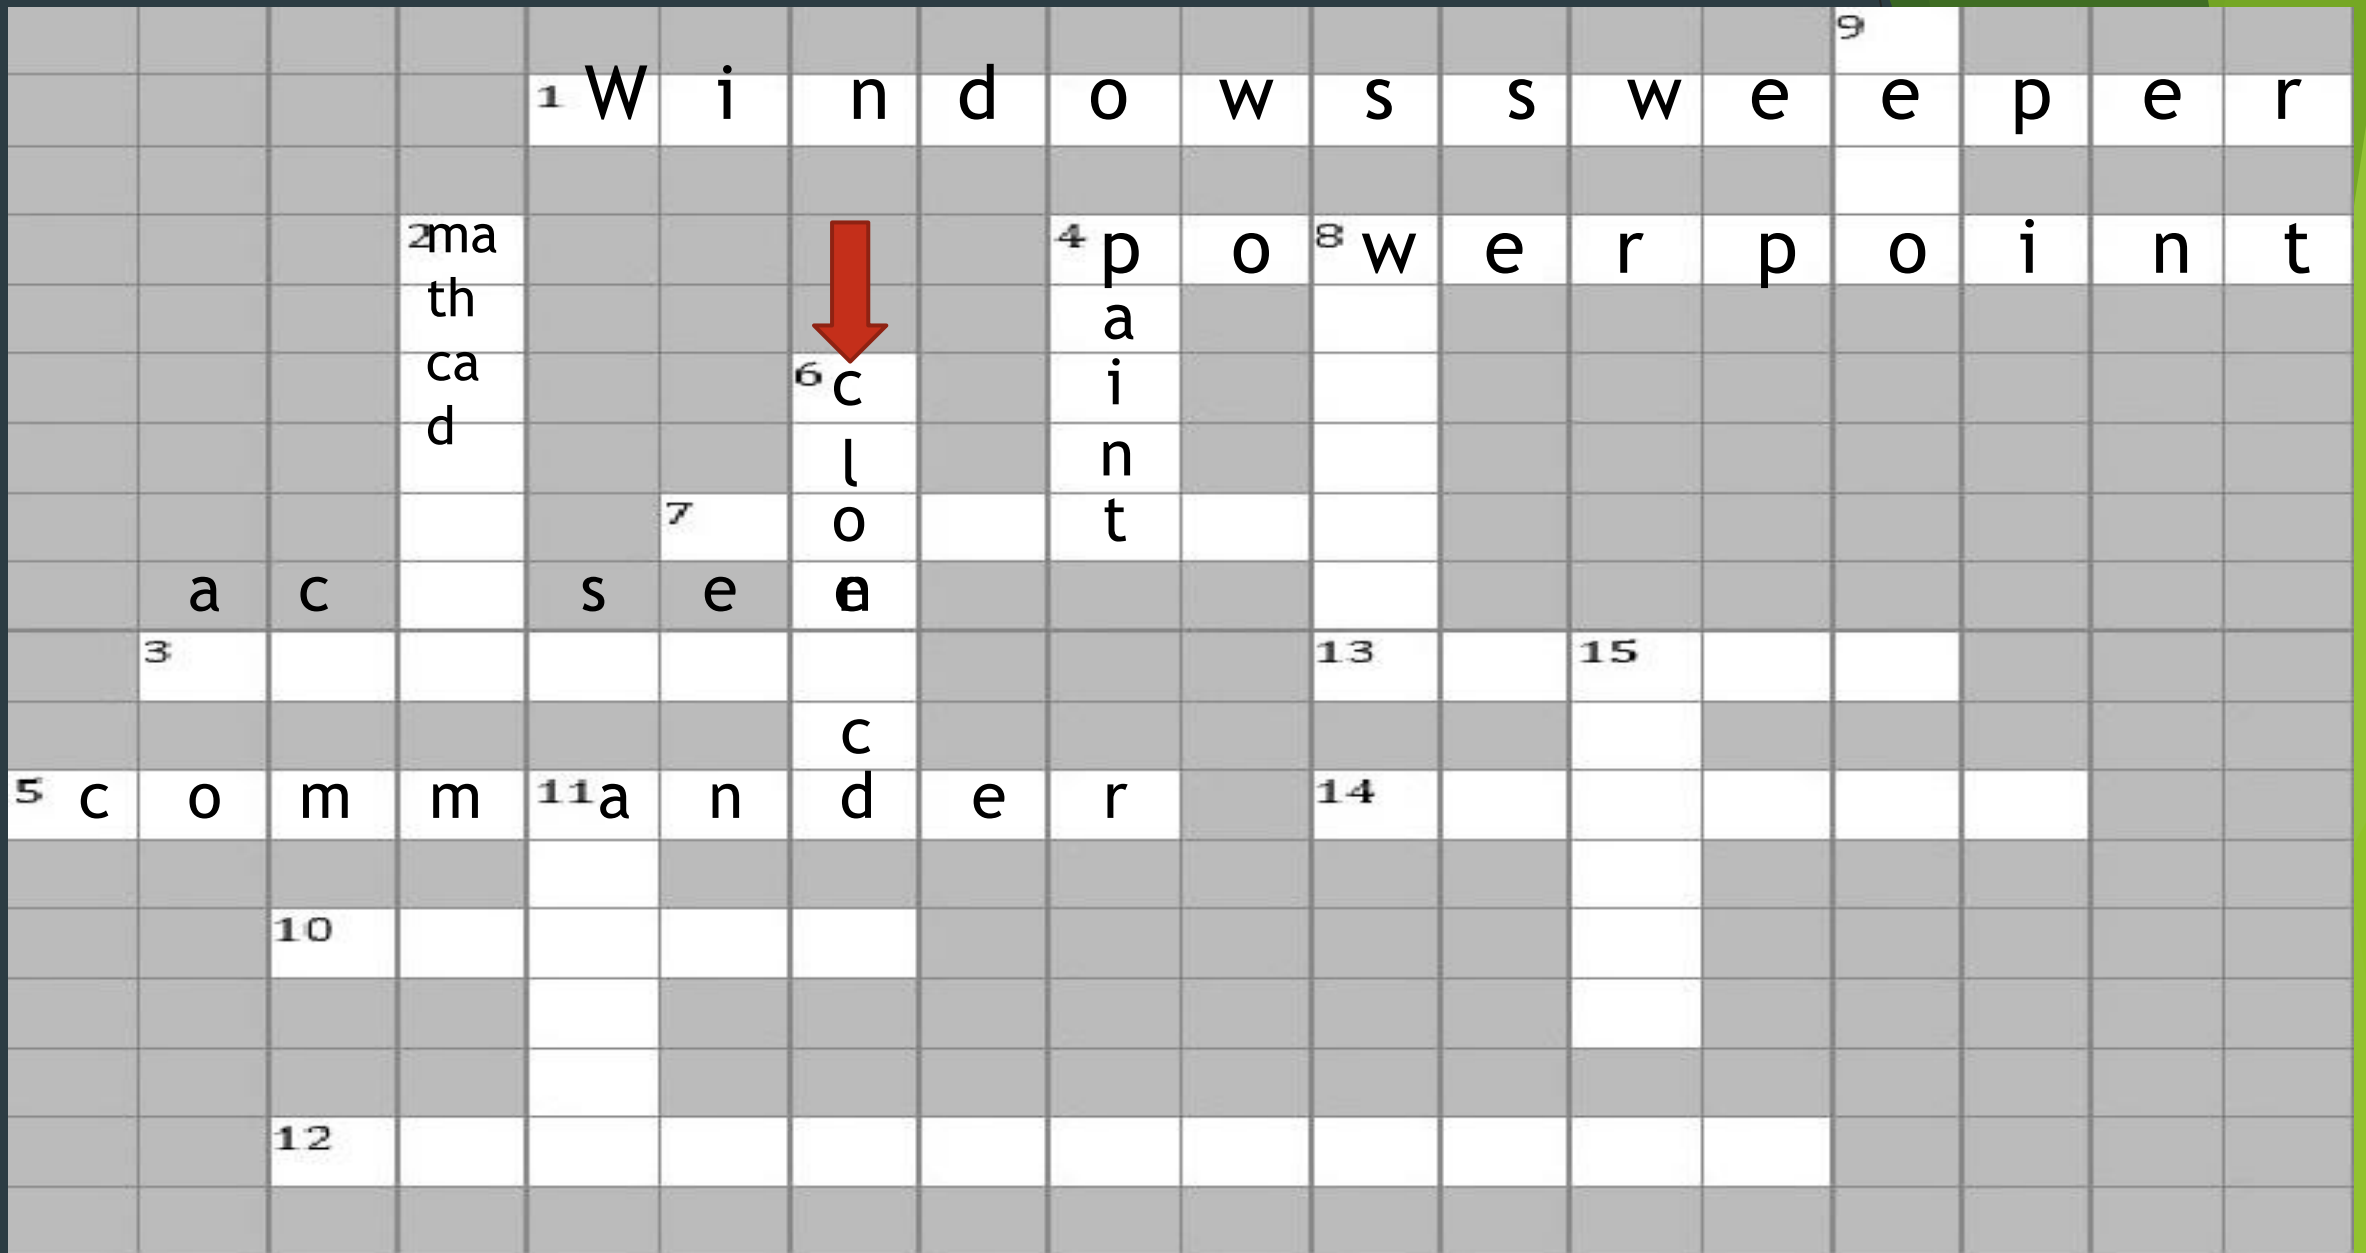 9
1 W i n d o w s s w e e p e r
2 ma 4 p o 8 w e r p o i n t
th a
ca 6 c i
d l n
7 o t
a c s e n
3 13 15
c
5 c o m m 11 a n d e r 14
10
12